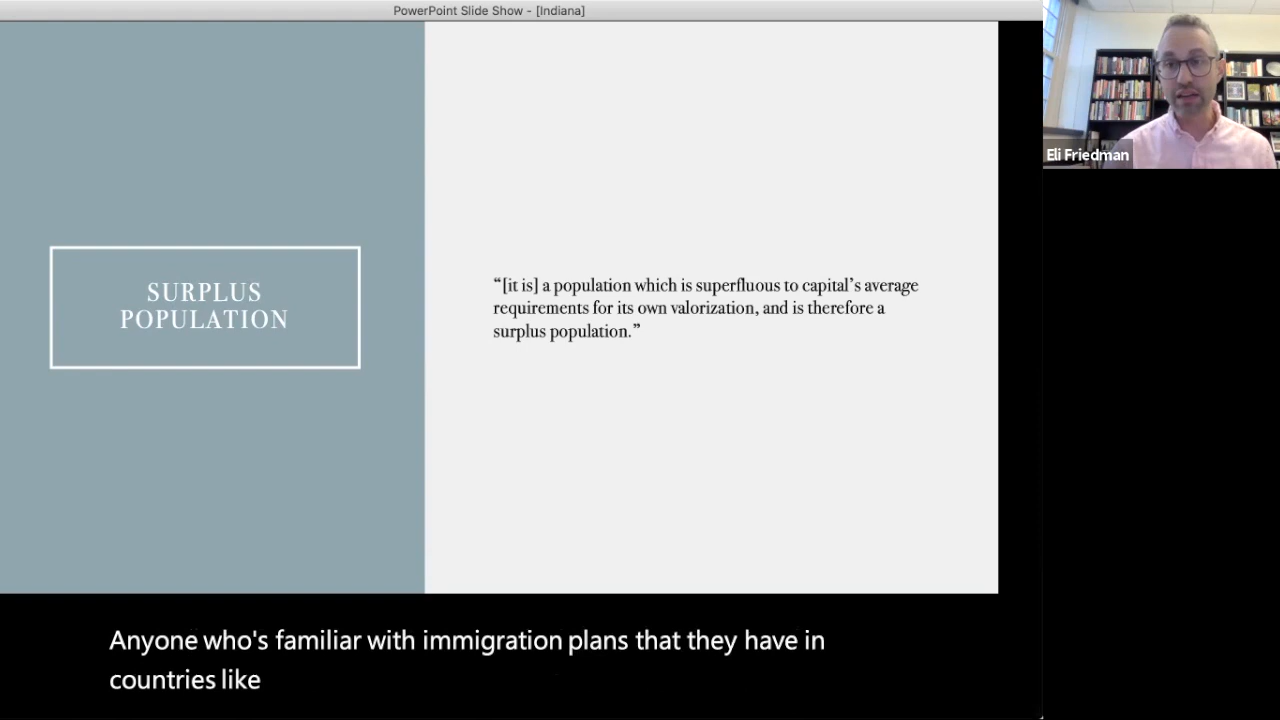 PowerPoint Slide Show - [Indiana]
Eli Friedman
SURPLUS
POPULATION
“[it is] a population which is superfluous to capital’s average
requirements for its own valorization, and is therefore a
surplus population.”
Anyone who's familiar with immigration plans that they have in
countries like